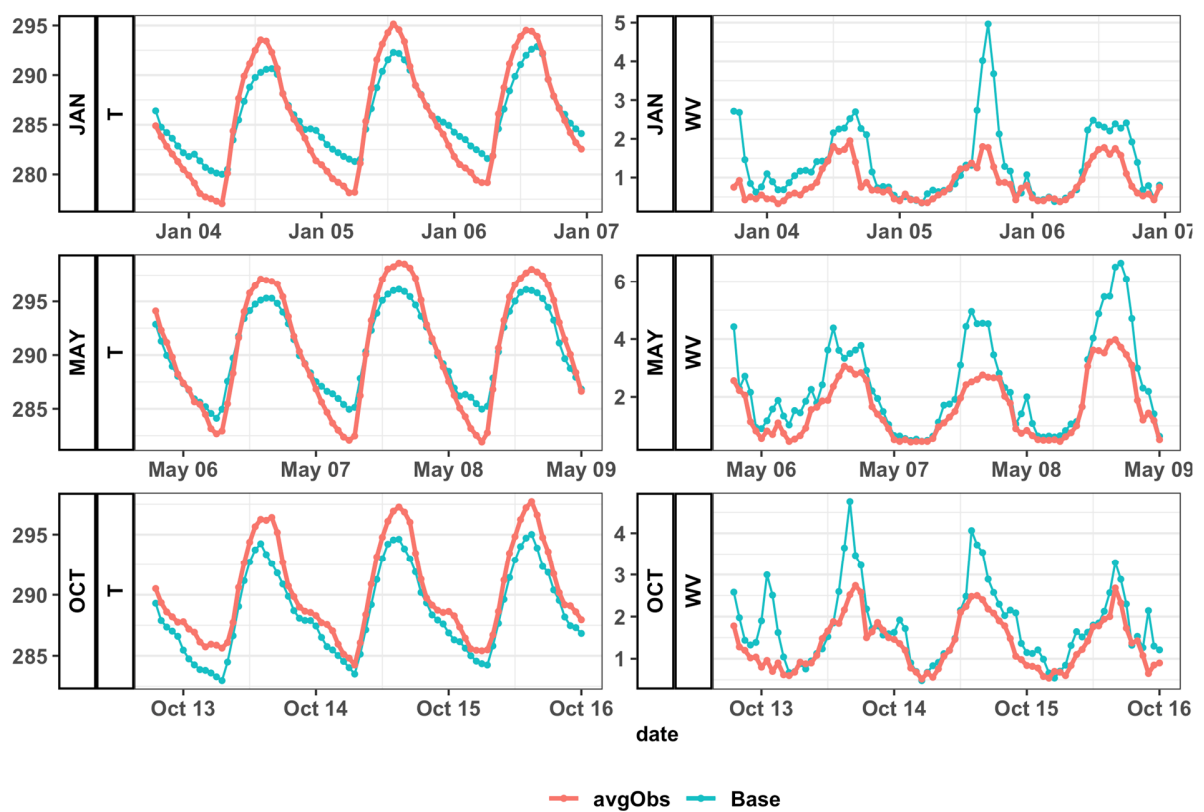 JAN
T
295
290
285
280
Jan 04
Jan 05
Jan 06
Jan 07
JAN
WV
5
4
3
2
1
Jan 04
Jan 05
Jan 06
Jan 07
MAY
T
295
290
285
May 06
May 07
May 08
May 09
MAY
WV
6
4
2
May 06
May 07
May 08
May 09
OCT
T
295
290
285
Oct 13
Oct 14
Oct 15
Oct 16
OCT
WV
4
3
2
1
Oct 13
Oct 14
Oct 15
Oct 16
date
avgObs Base